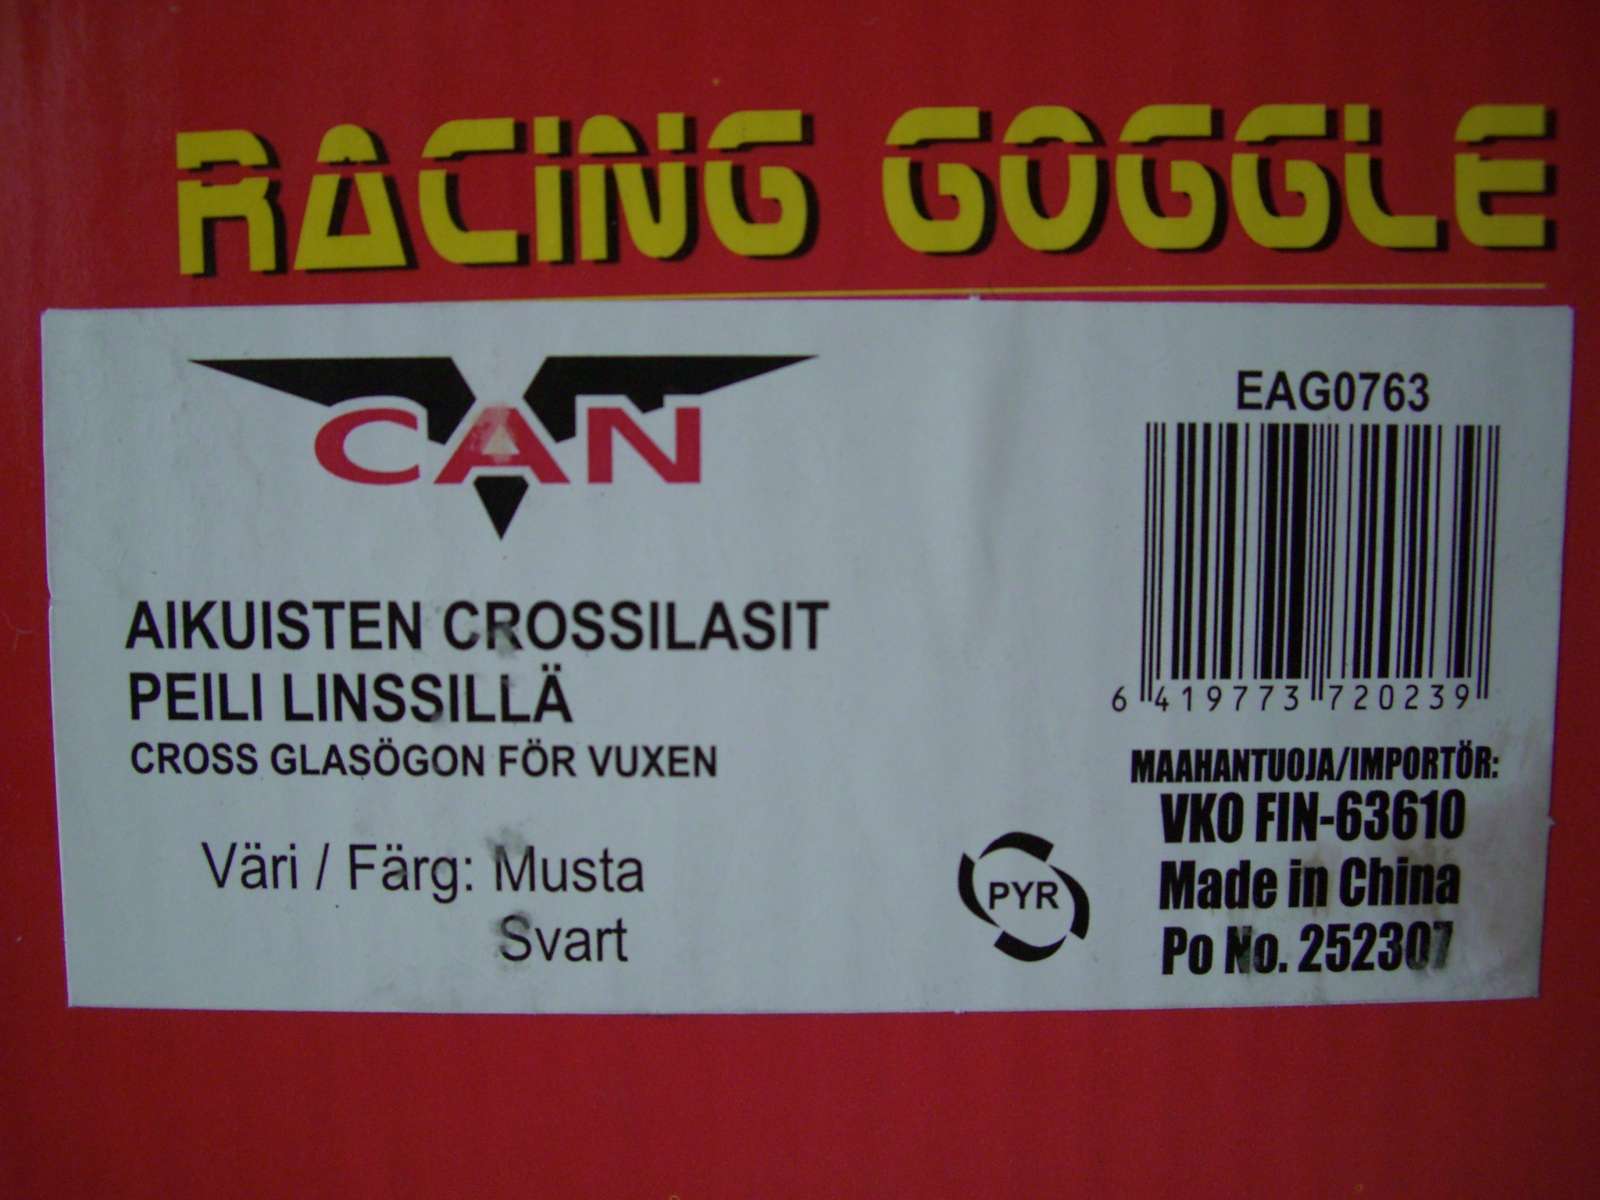 RACING GOGGLE
CAN
AIKUISTEN CROSSILASIT
PEILI LINSSILLÄ
CROSS GLASÖGON FÖR VUXEN
Väri / Färg: Musta
Svart
EAG0763
6 419773 720239
MAAHANTUOJA/IMPORTÖR:
VKO FIN-63610
Made in China
Po No. 252307
PYR